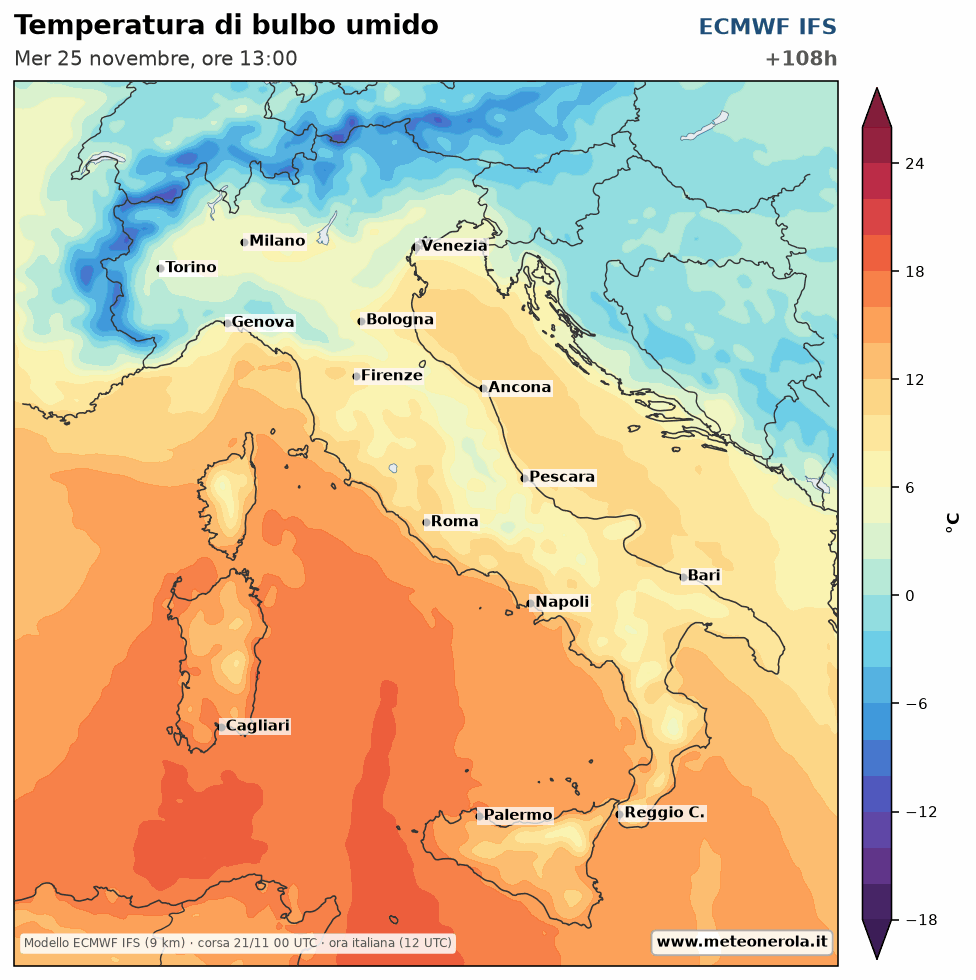 Temperatura di bulbo umido
ECMWF IFS
Mer 25 novembre, ore 13:00
+108h
Milano
Venezia
Torino
Genova
Bologna
Firenze
Ancona
Pescara
Roma
Bari
Napoli
Cagliari
Palermo
Reggio C.
24
18
12
6
0
−6
−12
−18
°C
Modello ECMWF IFS (9 km) · corsa 21/11 00 UTC · ora italiana (12 UTC)
www.meteonerola.it